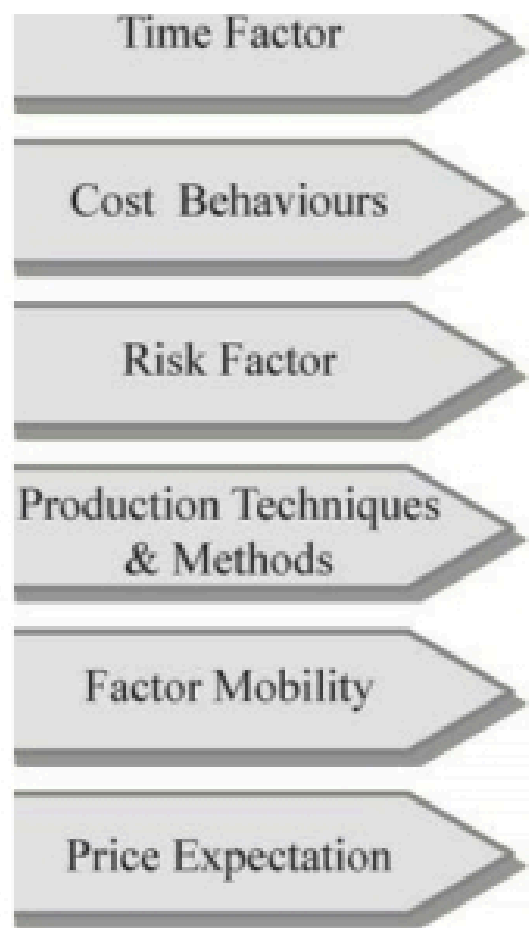 Time Factor
Cost Behaviours
Risk Factor
Production Techniques
& Methods
Factor Mobility
Price Expectation